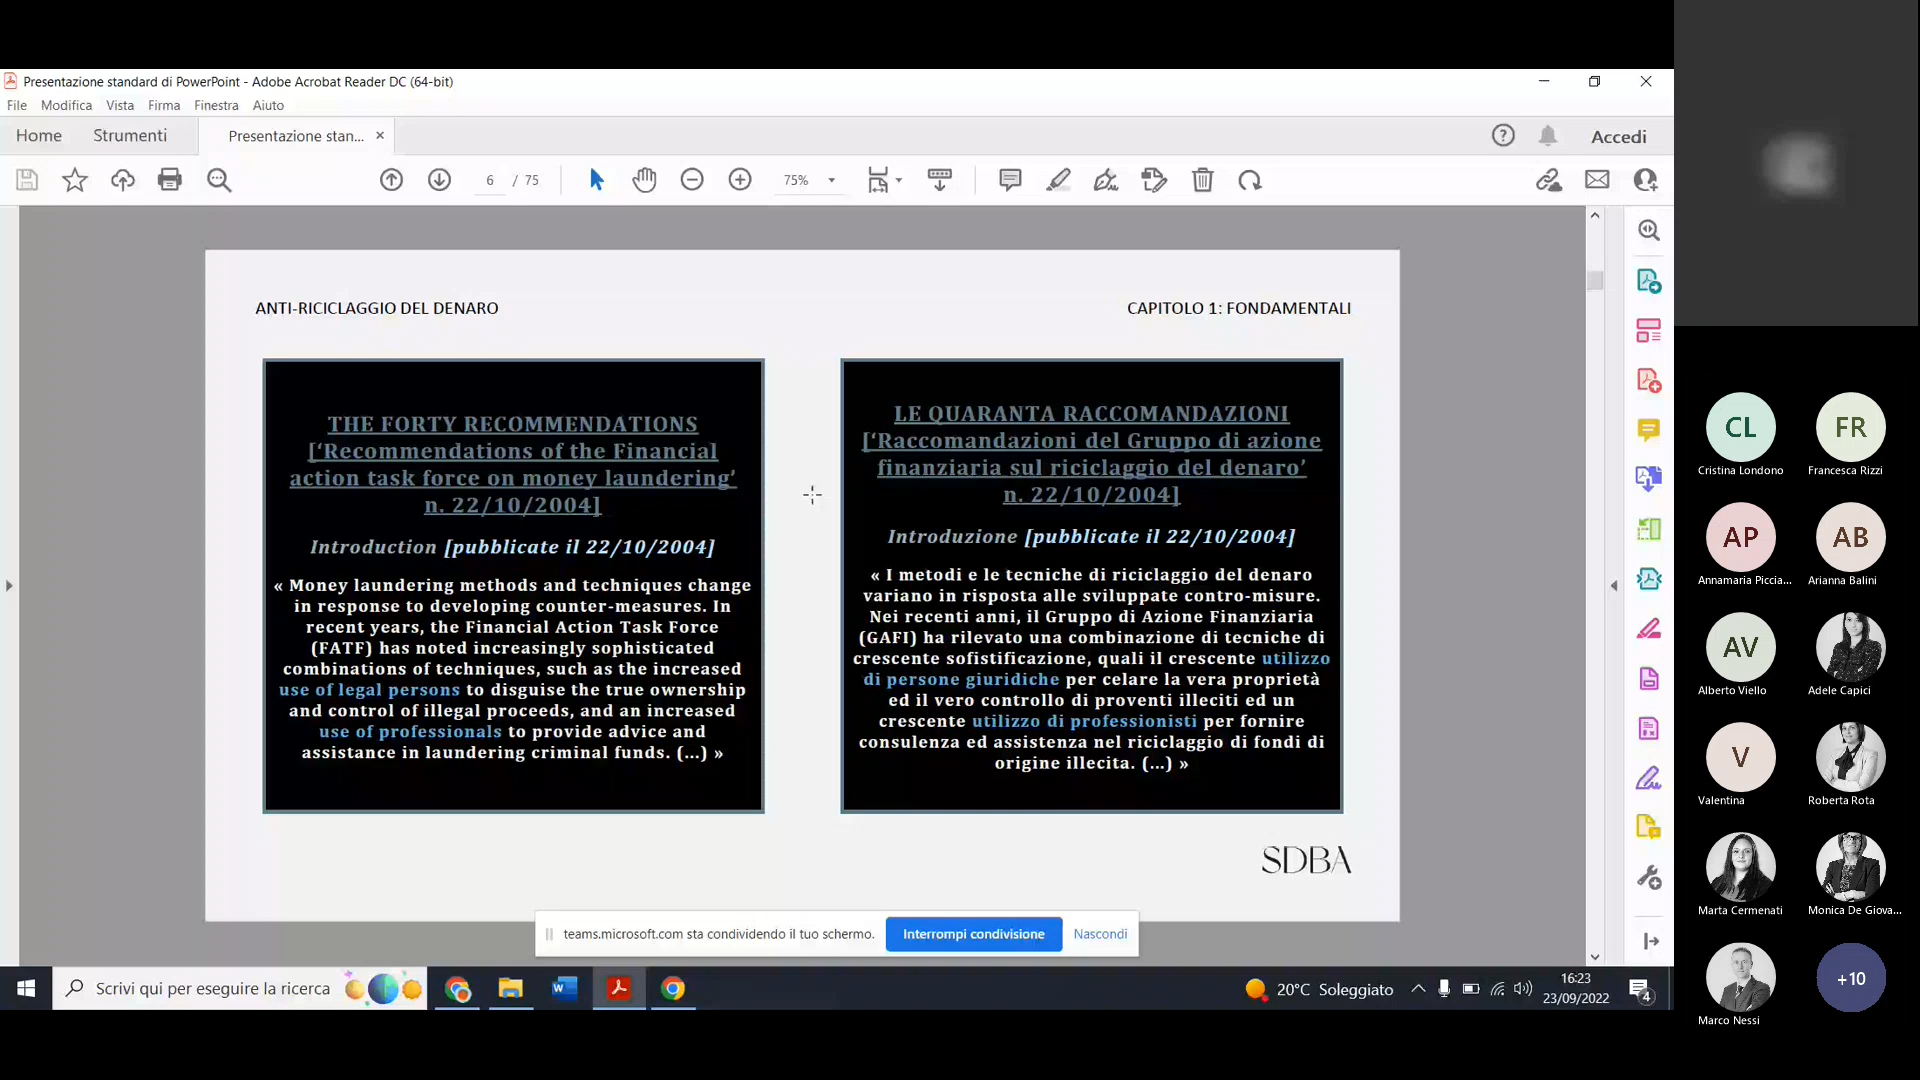 Presentazione standard di PowerPoint - Adobe Acrobat Reader DC (64-bit)
File Modifica Vista Firma Finestra Aiuto
Home Strumenti Presentazione stan... ×
Accedi
6 / 75
75%
ANTI-RICICLAGGIO DEL DENARO
CAPITOLO 1: FONDAMENTALI
THE FORTY RECOMMENDATIONS
[‘Recommendations of the Financial
action task force on money laundering’
n. 22/10/2004]
Introduction [pubblicate il 22/10/2004]
« Money laundering methods and techniques change
in response to developing counter-measures. In
recent years, the Financial Action Task Force
(FATF) has noted increasingly sophisticated
combinations of techniques, such as the increased
use of legal persons to disguise the true ownership
and control of illegal proceeds, and an increased
use of professionals to provide advice and
assistance in laundering criminal funds. (…) »
LE QUARANTA RACCOMANDAZIONI
[‘Raccomandazioni del Gruppo di azione
finanziaria sul riciclaggio del denaro’
n. 22/10/2004]
Introduzione [pubblicate il 22/10/2004]
« I metodi e le tecniche di riciclaggio del denaro
variano in risposta alle sviluppate contro-misure.
Nei recenti anni, il Gruppo di Azione Finanziaria
(GAFI) ha rilevato una combinazione di tecniche di
crescente sofistificazione, quali il crescente utilizzo
di persone giuridiche per celare la vera proprietà
ed il vero controllo di proventi illeciti ed un
crescente utilizzo di professionisti per fornire
consulenza ed assistenza nel riciclaggio di fondi di
origine illecita. (…) »
SDBA
teams.microsoft.com sta condividendo il tuo schermo.
Interrompi condivisione
Nascondi
Scrivi qui per eseguire la ricerca
20°C Soleggiato
16:23
23/09/2022
4
CL
Cristina Londono
FR
Francesca Rizzi
AP
Annamaria Piccia...
AB
Arianna Balini
AV
Alberto Viello
Adele Capici
V
Valentina
Roberta Rota
Marta Cermenati
Monica De Giova...
Marco Nessi
+10